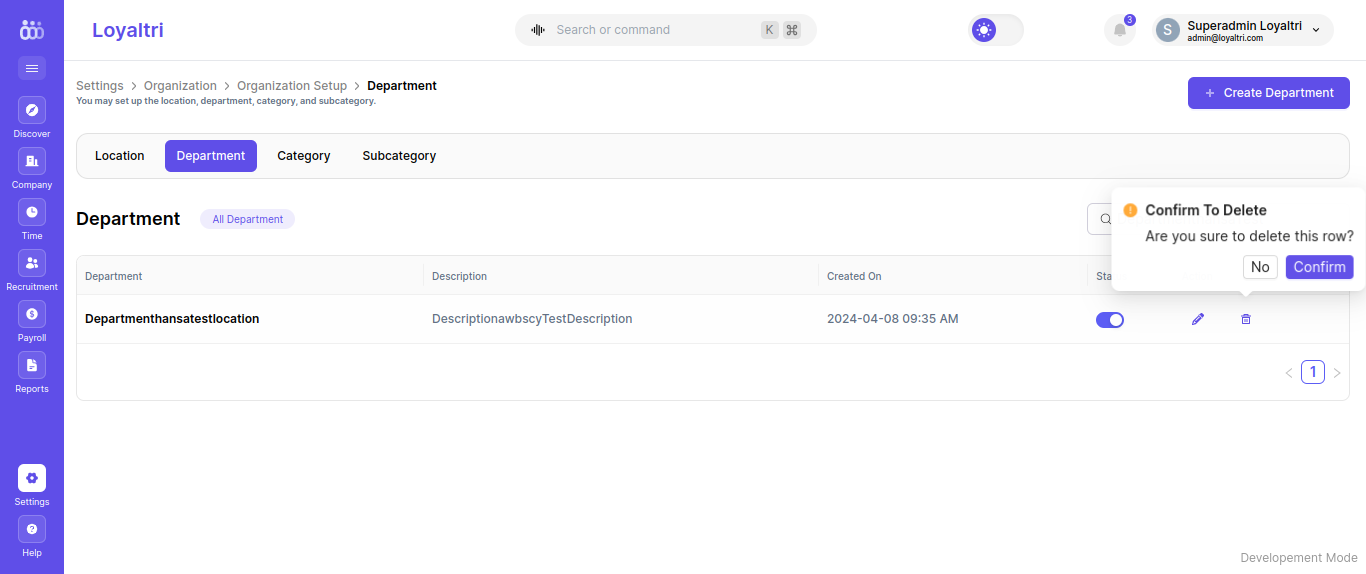 Loyaltri
Search or command
K ⌘
3
S
Superadmin Loyaltri
admin@loyaltri.com
Discover
Company
Time
Recruitment
Payroll
Reports
Settings
Help
Settings > Organization > Organization Setup > Department
You may set up the location, department, category, and subcategory.
+ Create Department
Location Department Category Subcategory
Department All Department
Confirm To Delete
Are you sure to delete this row?
No Confirm
Department Description Created On Sta
Departmenthansatestlocation DescriptionawbscyTestDescription 2024-04-08 09:35 AM
< 1 >
Developement Mode